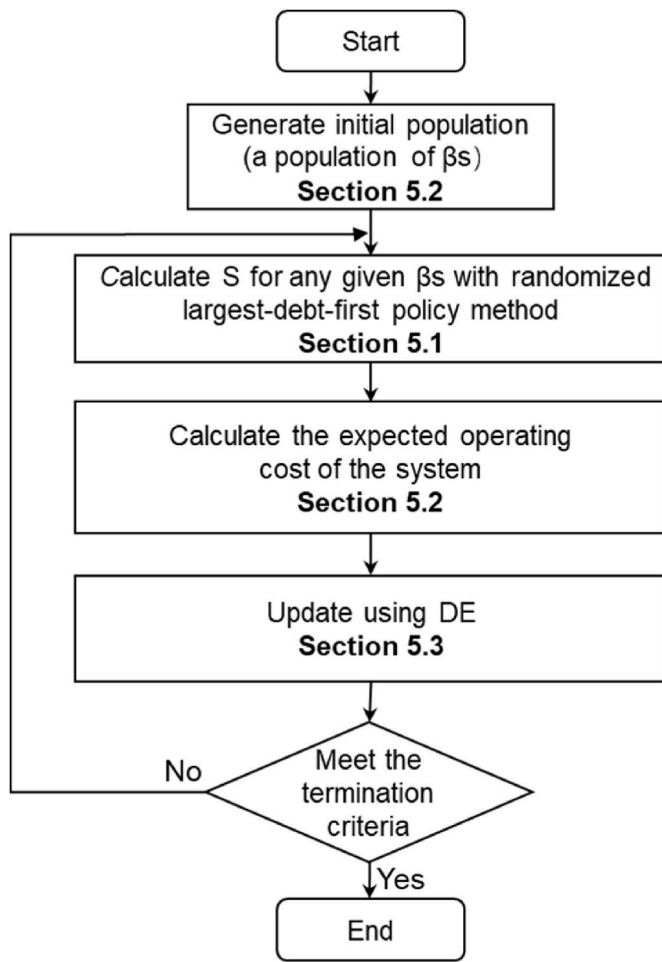 Start
Generate initial population
(a population of βs)
Section 5.2
Calculate S for any given βs with randomized
largest-debt-first policy method
Section 5.1
Calculate the expected operating
cost of the system
Section 5.2
Update using DE
Section 5.3
No
Meet the
termination
criteria
Yes
End